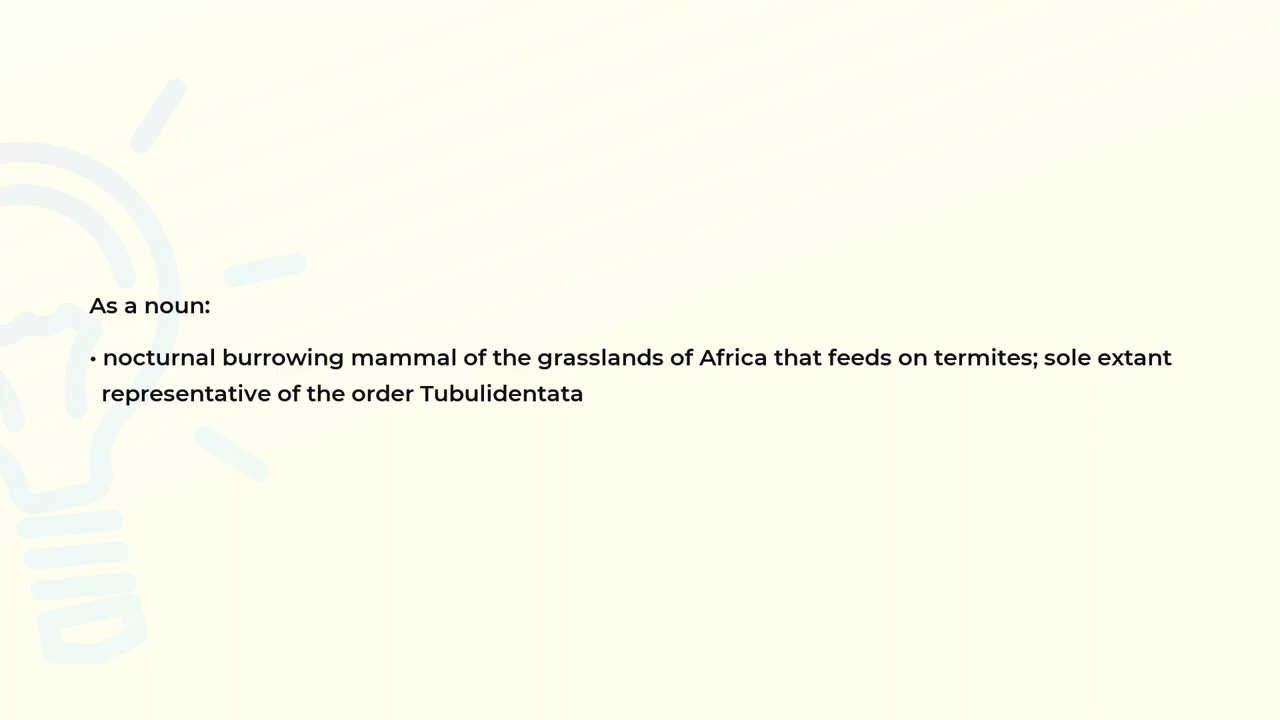 As a noun:
• nocturnal burrowing mammal of the grasslands of Africa that feeds on termites; sole extant
representative of the order Tubulidentata